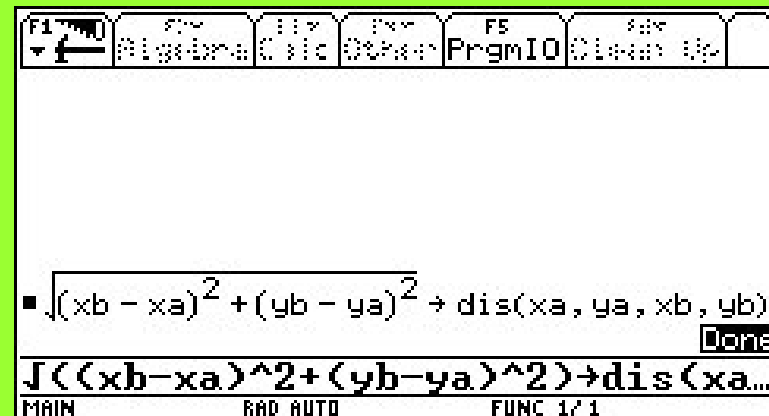 F1 Algebra Calc Other F5 PrgmIO Clean Up
▪ √(xb - xa)² + (yb - ya)² → dis(xa, ya, xb, yb)
Done
√((xb-xa)^2+(yb-ya)^2)→dis(xa…
MAIN RAD AUTO FUNC 1/1